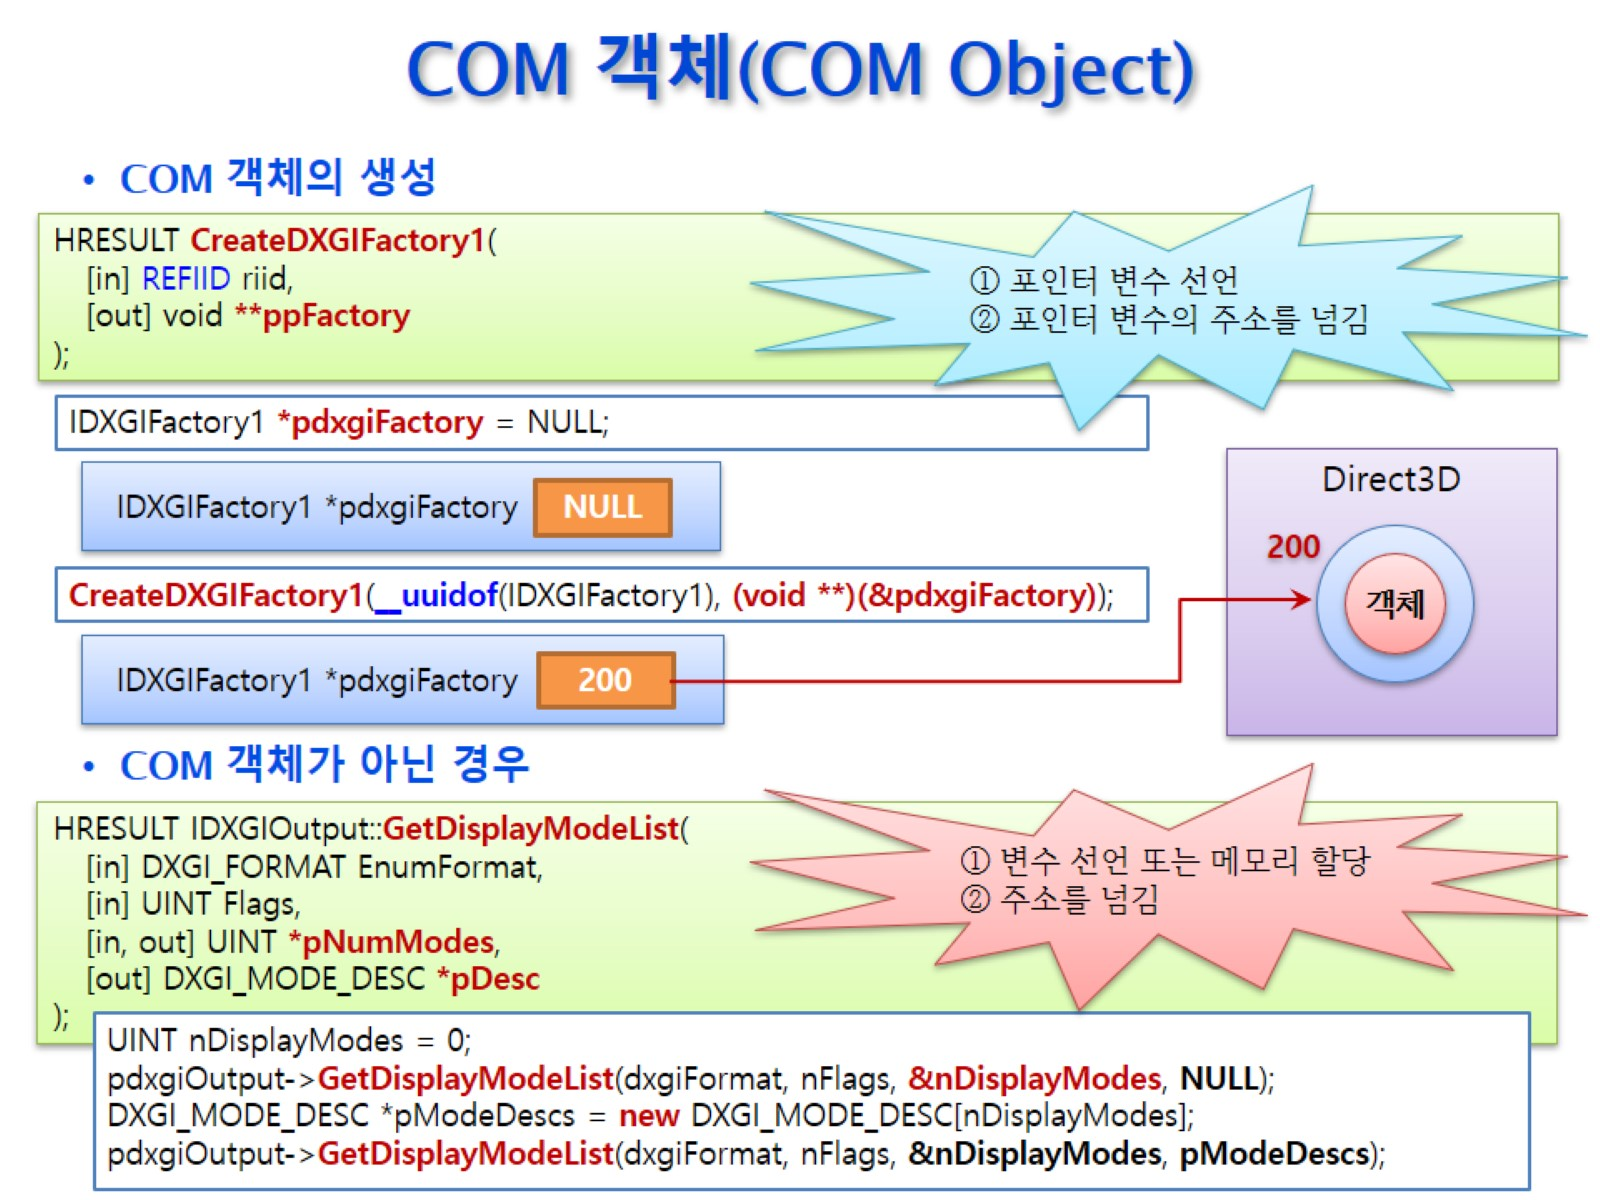 COM 객체(COM Object)
• COM 객체의 생성
HRESULT CreateDXGIFactory1(
[in] REFIID riid,
[out] void **ppFactory
);
① 포인터 변수 선언
② 포인터 변수의 주소를 넘김
IDXGIFactory1 *pdxgiFactory = NULL;
IDXGIFactory1 *pdxgiFactory NULL
CreateDXGIFactory1(__uuidof(IDXGIFactory1), (void **)(&pdxgiFactory));
IDXGIFactory1 *pdxgiFactory 200
Direct3D
200
객체
• COM 객체가 아닌 경우
HRESULT IDXGIOutput::GetDisplayModeList(
[in] DXGI_FORMAT EnumFormat,
[in] UINT Flags,
[in, out] UINT *pNumModes,
[out] DXGI_MODE_DESC *pDesc
);
① 변수 선언 또는 메모리 할당
② 주소를 넘김
UINT nDisplayModes = 0;
pdxgiOutput->GetDisplayModeList(dxgiFormat, nFlags, &nDisplayModes, NULL);
DXGI_MODE_DESC *pModeDescs = new DXGI_MODE_DESC[nDisplayModes];
pdxgiOutput->GetDisplayModeList(dxgiFormat, nFlags, &nDisplayModes, pModeDescs);